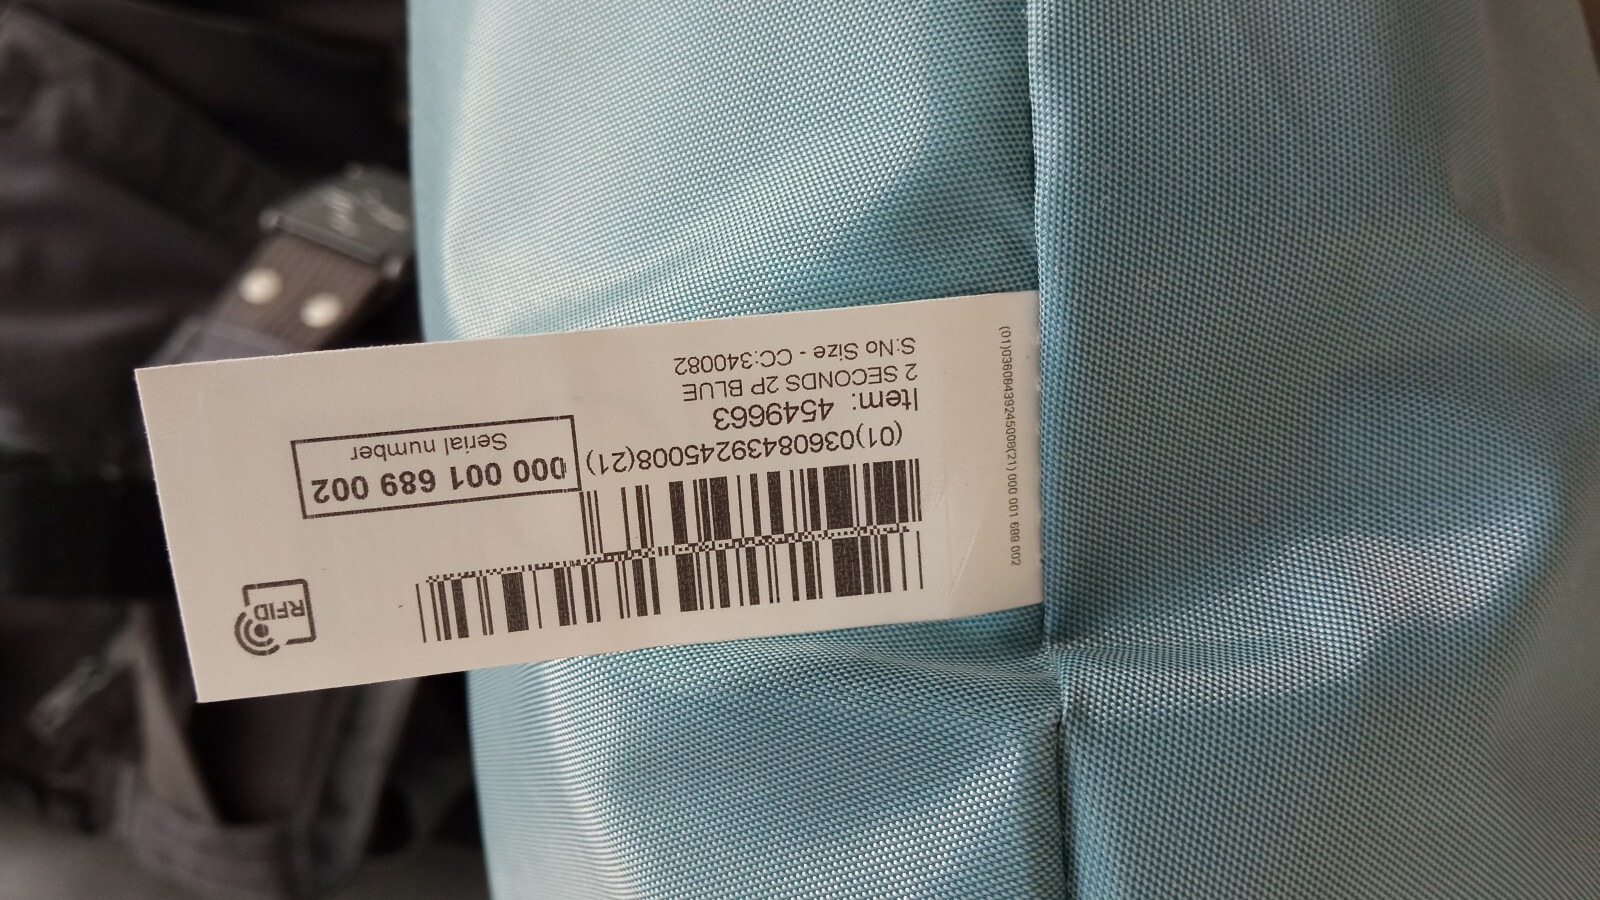 RFID
000 001 689 002
Serial number
(01)03608439245008(21)
Item: 4549663
2 SECONDS 2P BLUE
S:No Size - CC:340082
(01)03608439245008(21) 000 001 689 002